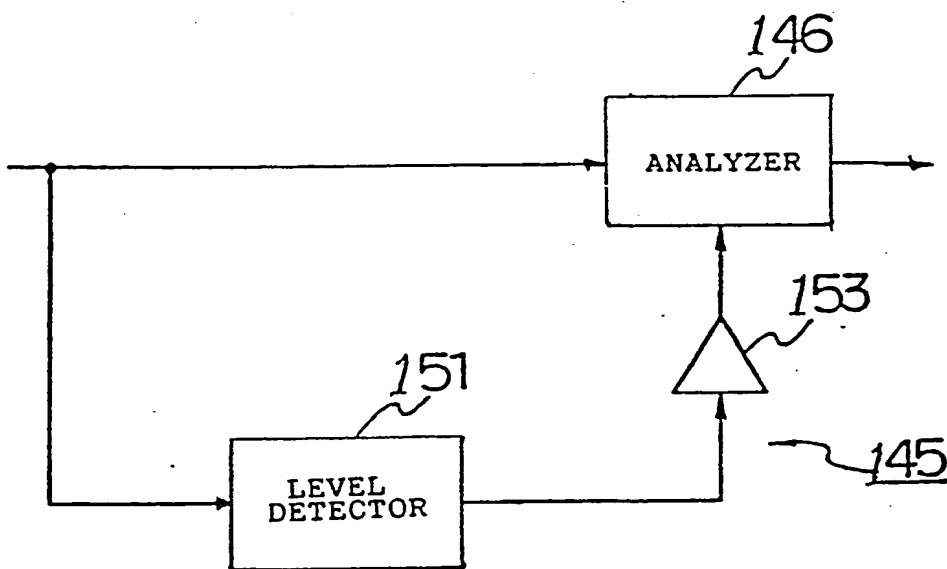 146
ANALYZER
153
151
LEVEL
DETECTOR
145